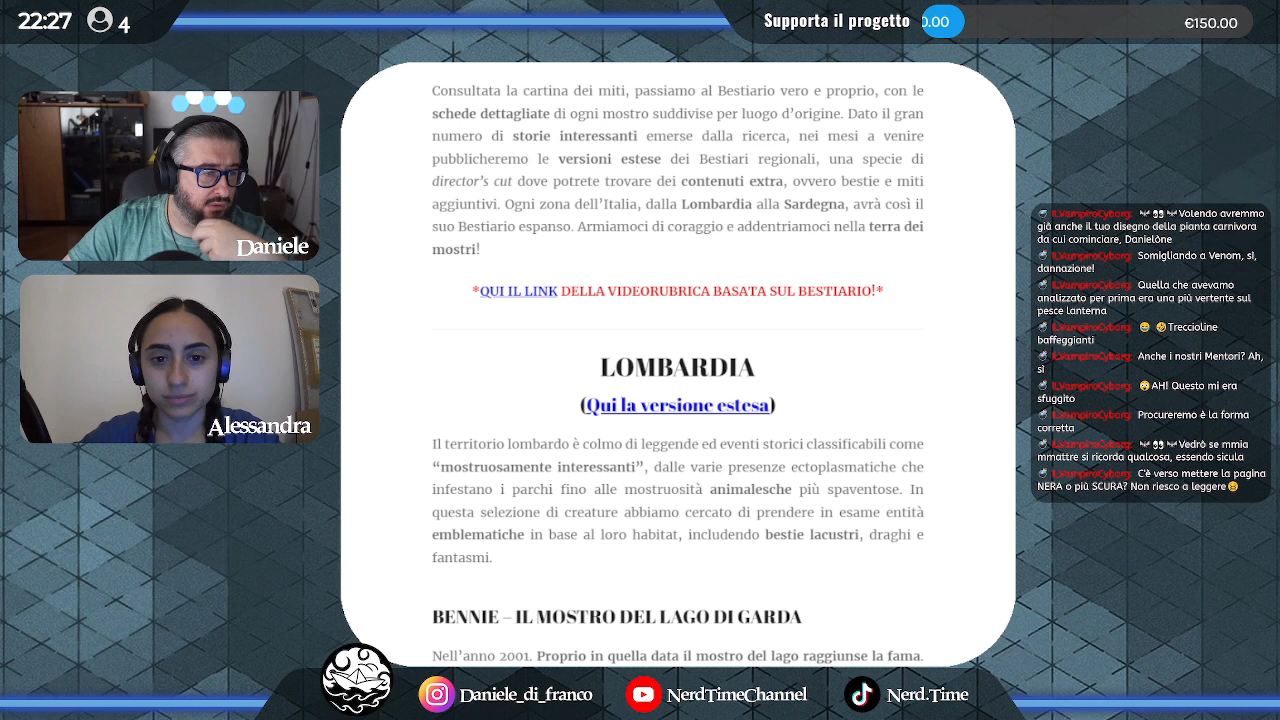 22:27
4
Supporta il progetto
0.00
€150.00
Daniele
Alessandra
Consultata la cartina dei miti, passiamo al Bestiario vero e proprio, con le
schede dettagliate di ogni mostro suddivise per luogo d'origine. Dato il gran
numero di storie interessanti emerse dalla ricerca, nei mesi a venire
pubblicheremo le versioni estese dei Bestiari regionali, una specie di
director's cut dove potrete trovare dei contenuti extra, ovvero bestie e miti
aggiuntivi. Ogni zona dell'Italia, dalla Lombardia alla Sardegna, avrà così il
suo Bestiario espanso. Armiamoci di coraggio e addentriamoci nella terra dei
mostri!
*QUI IL LINK DELLA VIDEORUBRICA BASATA SUL BESTIARIO!*
LOMBARDIA
(Qui la versione estesa)
Il territorio lombardo è colmo di leggende ed eventi storici classificabili come
“mostruosamente interessanti”, dalle varie presenze ectoplasmatiche che
infestano i parchi fino alle mostruosità animalesche più spaventose. In
questa selezione di creature abbiamo cercato di prendere in esame entità
emblematiche in base al loro habitat, includendo bestie lacustri, draghi e
fantasmi.
BENNIE – IL MOSTRO DEL LAGO DI GARDA
Nell'anno 2001. Proprio in quella data il mostro del lago raggiunse la fama.
ILVampiroCyborg: Volendo avremmo
già anche il tuo disegno della pianta carnivora
da cui cominciare, Danielòne
ILVampiroCyborg: Somigliando a Venom, sì,
dannazione!
ILVampiroCyborg: Quella che avevamo
analizzato per prima era una più vertente sul
pesce lanterna
ILVampiroCyborg: Treccioline
baffeggianti
ILVampiroCyborg: Anche i nostri Mentori? Ah,
sì
ILVampiroCyborg: AH! Questo mi era
sfuggito
ILVampiroCyborg: Procureremo è la forma
corretta
ILVampiroCyborg: Vedrò se mmia
mmattre si ricorda qualcosa, essendo sicula
ILVampiroCyborg: C'è verso mettere la pagina
NERA o più SCURA? Non riesco a leggere
Daniele_di_franco
NerdTimeChannel
Nerd.Time